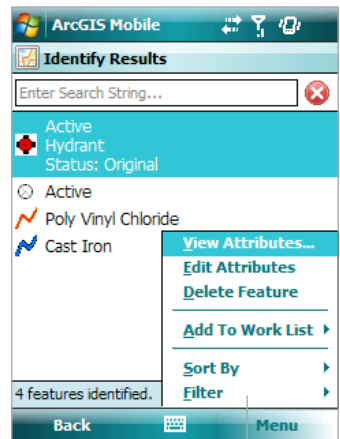 ArcGIS Mobile
Identify Results
Enter Search String...
Active
Hydrant
Status: Original
Active
Poly Vinyl Chloride
Cast Iron
View Attributes...
Edit Attributes
Delete Feature
Add To Work List
Sort By
Filter
4 features identified.
Back
Menu